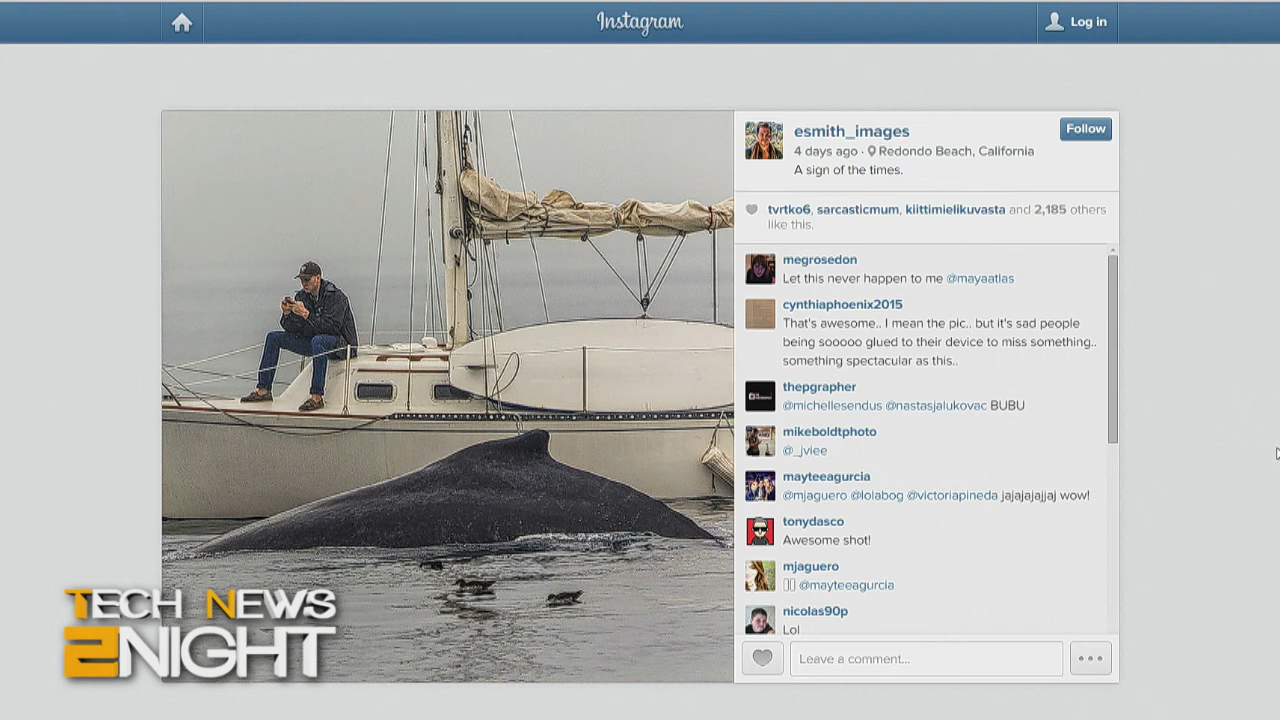 Instagram
Log in
esmith_images
Follow
4 days ago · Redondo Beach, California
A sign of the times.
tvrtko6, sarcasticmum, kiittimielikuvasta and 2,185 others
like this.
megrosedon
Let this never happen to me @mayaatlas
cynthiaphoenix2015
That's awesome.. I mean the pic.. but it's sad people
being sooooo glued to their device to miss something..
something spectacular as this..
thepgrapher
@michellesendus @nastasjalukovac BUBU
mikeboldtphoto
@_jvlee
mayteeagurcia
@mjaguero @lolabog @victoriapineda jajajajajjaj wow!
tonydasco
Awesome shot!
mjaguero
@mayteeagurcia
nicolas90p
Lol
Leave a comment...
TECH NEWS
2NIGHT